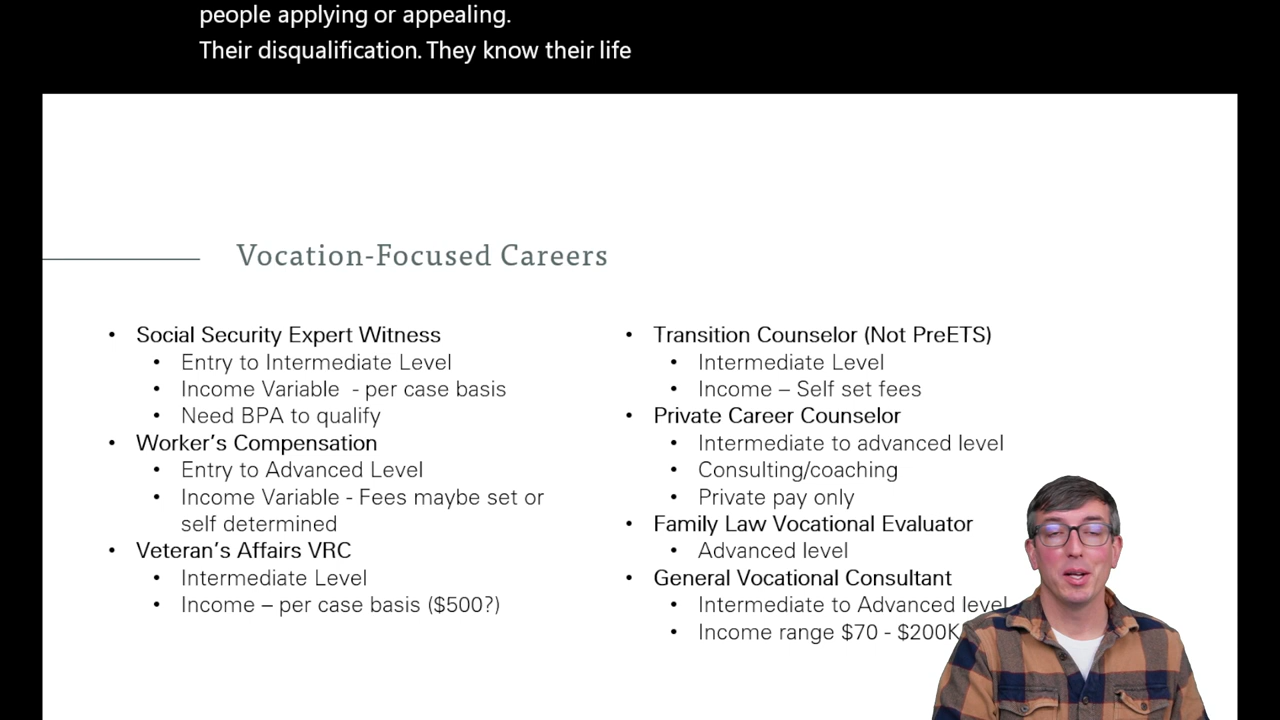 people applying or appealing.
Their disqualification. They know their life
Vocation-Focused Careers
• Social Security Expert Witness
• Entry to Intermediate Level
• Income Variable  - per case basis
• Need BPA to qualify
• Worker's Compensation
• Entry to Advanced Level
• Income Variable - Fees maybe set or
self determined
• Veteran's Affairs VRC
• Intermediate Level
• Income – per case basis ($500?)
• Transition Counselor (Not PreETS)
• Intermediate Level
• Income – Self set fees
• Private Career Counselor
• Intermediate to advanced level
• Consulting/coaching
• Private pay only
• Family Law Vocational Evaluator
• Advanced level
• General Vocational Consultant
• Intermediate to Advanced level
• Income range $70 - $200K